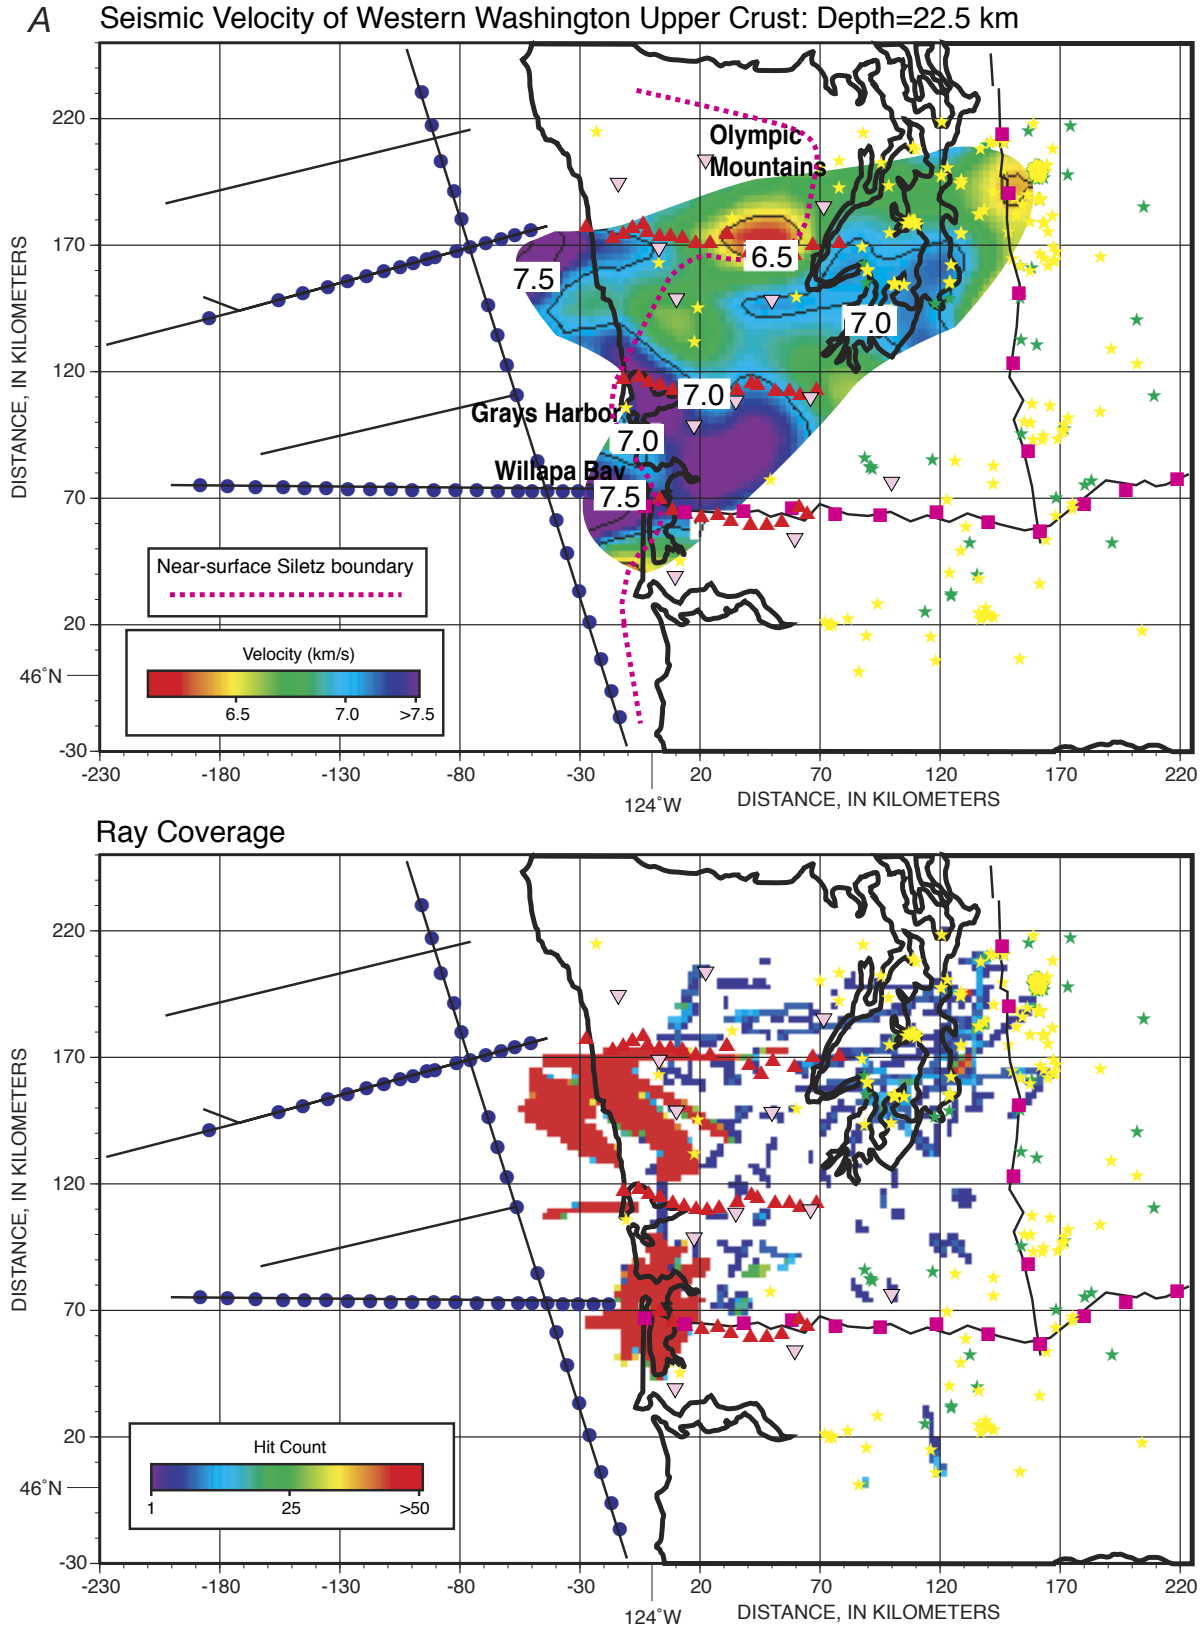 A
Seismic Velocity of Western Washington Upper Crust: Depth=22.5 km
DISTANCE, IN KILOMETERS
220
170
120
70
20
46˚N
-30
Olympic
Mountains
6.5
7.5
7.0
7.0
Grays Harbor
7.0
Willapa Bay
7.5
Near-surface Siletz boundary
Velocity (km/s)
6.5 7.0 >7.5
-230 -180 -130 -80 -30 20 70 120 170 220
124˚W
DISTANCE, IN KILOMETERS
Ray Coverage
DISTANCE, IN KILOMETERS
220
170
120
70
20
46˚N
-30
Hit Count
1 25 >50
-230 -180 -130 -80 -30 20 70 120 170 220
124˚W
DISTANCE, IN KILOMETERS